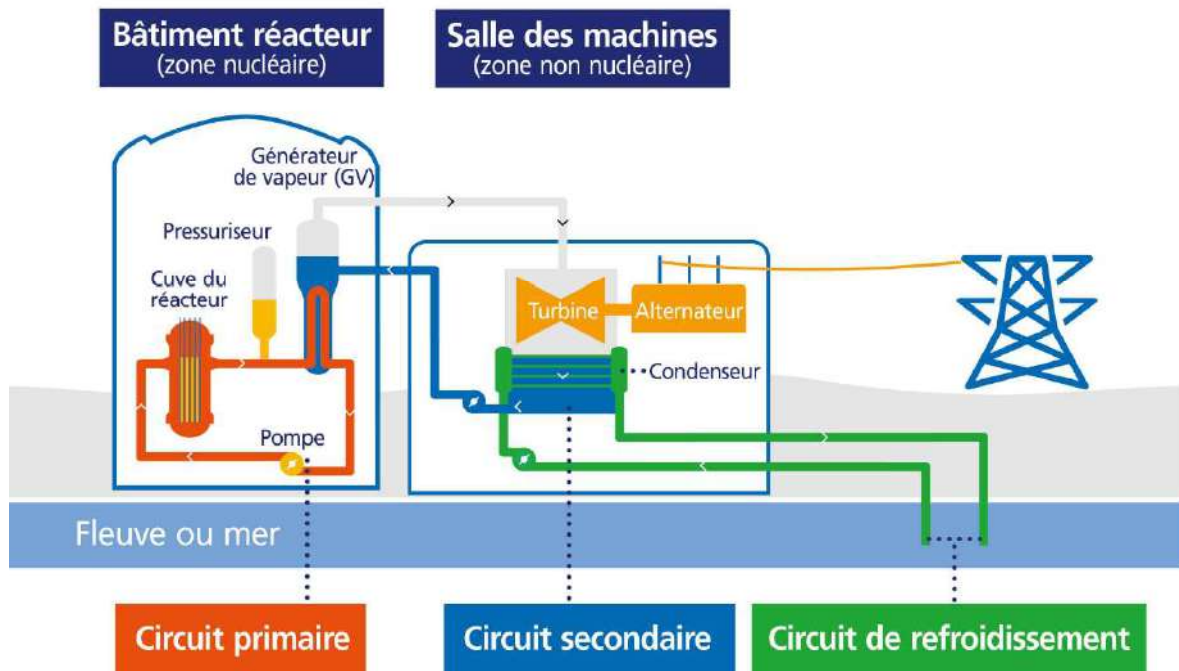 Bâtiment réacteur
(zone nucléaire)
Salle des machines
(zone non nucléaire)
Générateur
de vapeur (GV)
Pressuriseur
Cuve du
réacteur
Turbine
Alternateur
Condenseur
Pompe
Fleuve ou mer
Circuit primaire
Circuit secondaire
Circuit de refroidissement